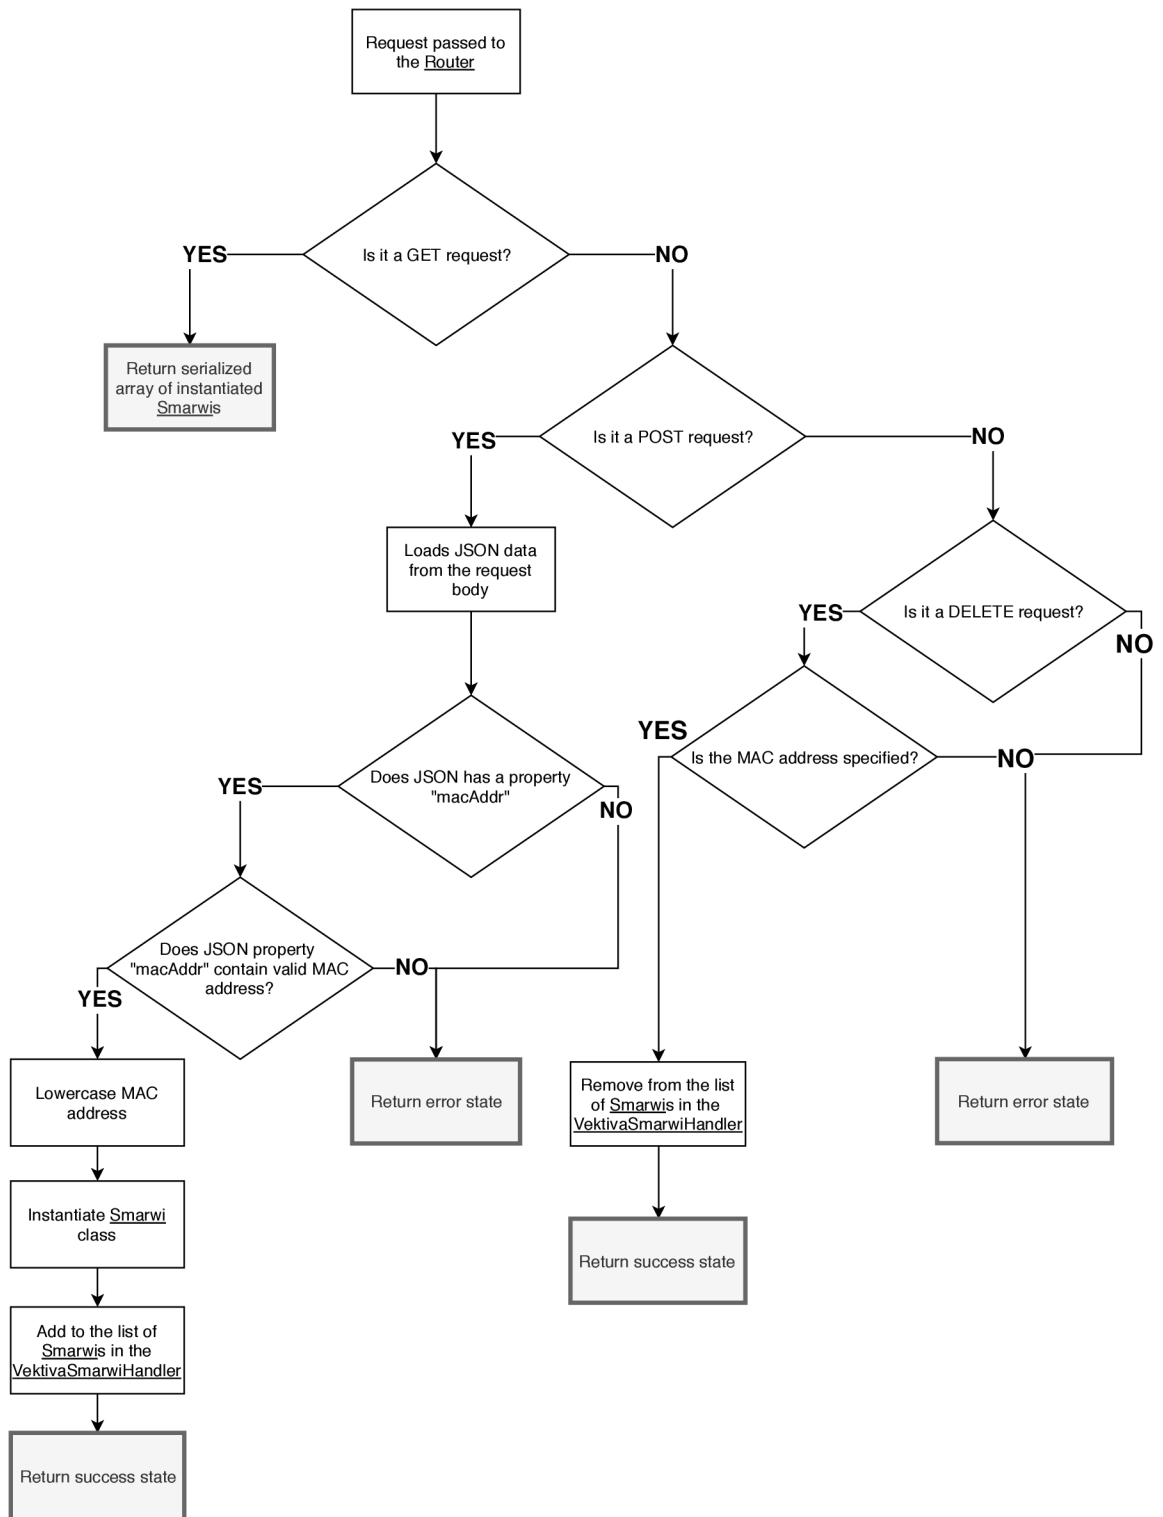 Request passed to
the Router
Is it a GET request?
YES
NO
Return serialized
array of instantiated
Smarwis
Is it a POST request?
YES
NO
Loads JSON data
from the request
body
Is it a DELETE request?
YES
NO
Is the MAC address specified?
YES
NO
Does JSON has a property
"macAddr"
YES
NO
Does JSON property
"macAddr" contain valid MAC
address?
YES
NO
Lowercase MAC
address
Return error state
Remove from the list
of Smarwis in the
VektivaSmarwiHandler
Return error state
Instantiate Smarwi
class
Return success state
Add to the list of
Smarwis in the
VektivaSmarwiHandler
Return success state